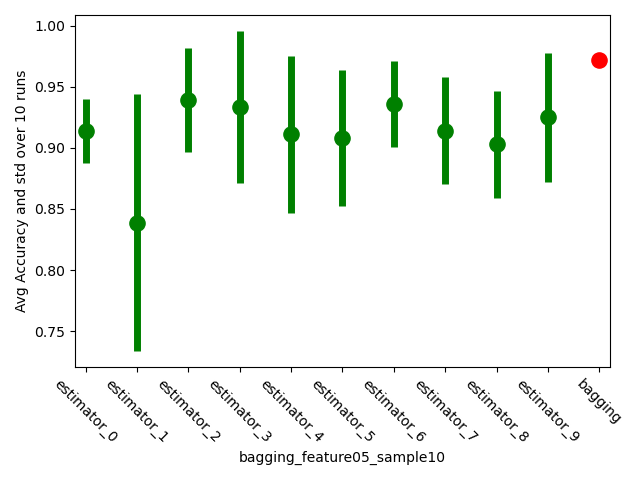 1.00
0.95
0.90
0.85
0.80
0.75
Avg Accuracy and std over 10 runs
estimator_0
estimator_1
estimator_2
estimator_3
estimator_4
estimator_5
estimator_6
estimator_7
estimator_8
estimator_9
bagging
bagging_feature05_sample10